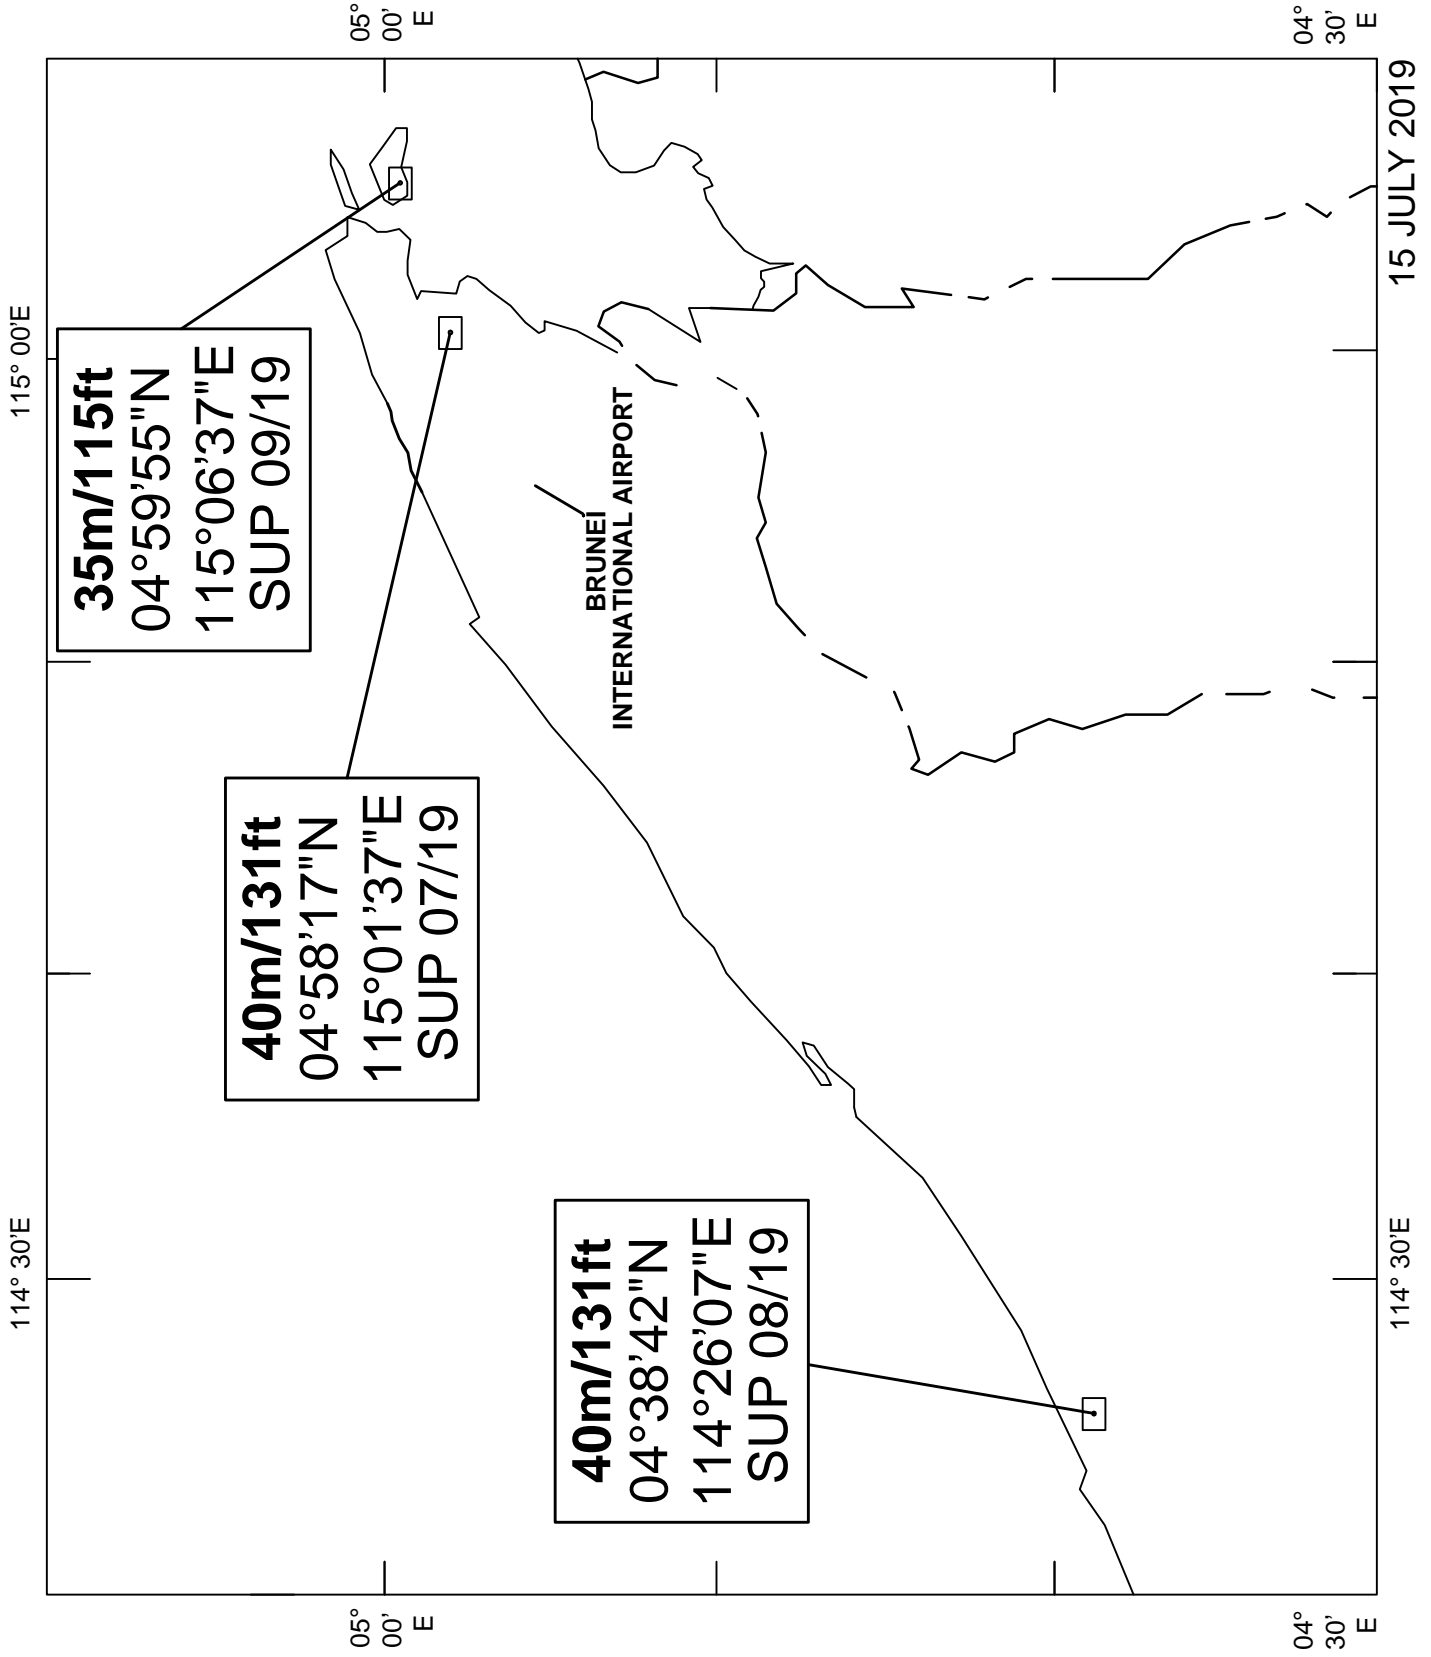 114° 30'E
115° 00'E
05°
00'
E
05°
00'
E
35m/115ft
04°59'55"N
115°06'37"E
SUP 09/19
40m/131ft
04°58'17"N
115°01'37"E
SUP 07/19
40m/131ft
04°38'42"N
114°26'07"E
SUP 08/19
BRUNEI
INTERNATIONAL AIRPORT
04°
30'
E
04°
30'
E
114° 30'E
15 JULY 2019